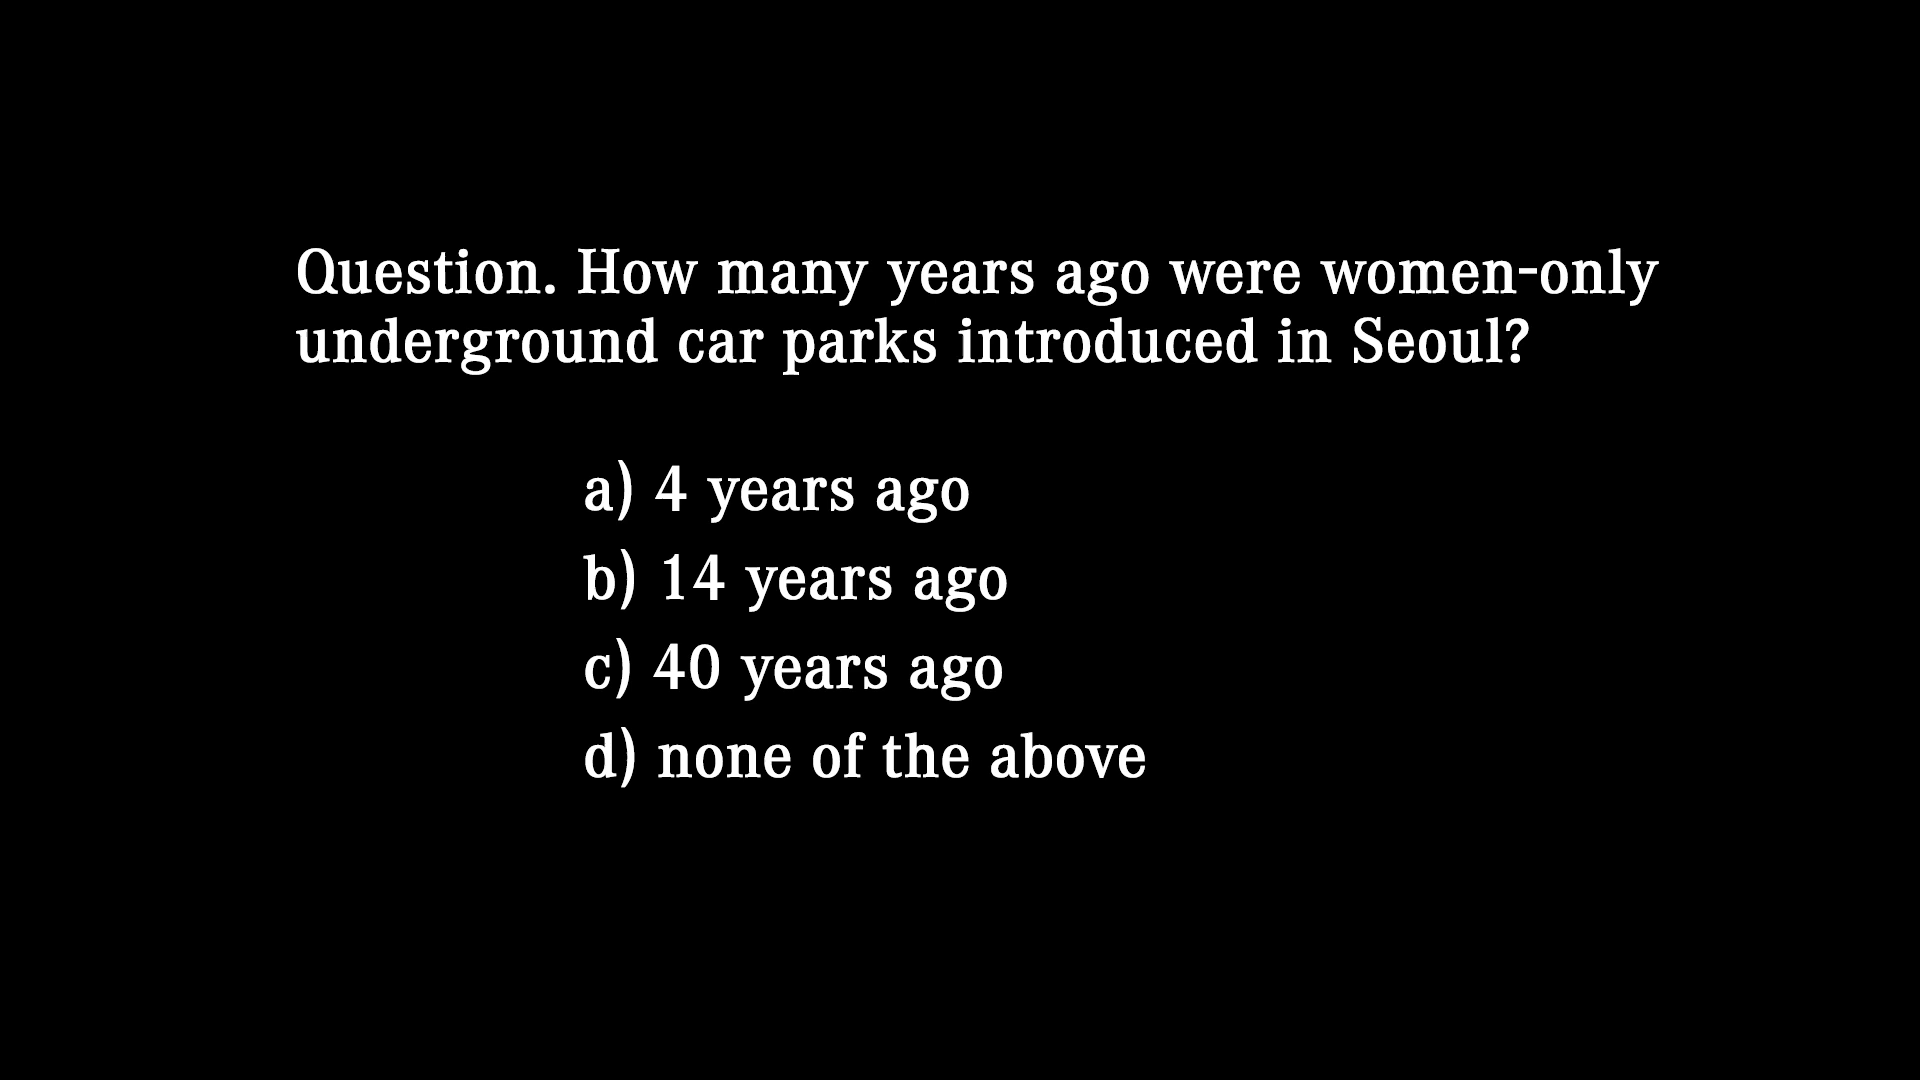 Question. How many years ago were women-only
underground car parks introduced in Seoul?
a) 4 years ago
b) 14 years ago
c) 40 years ago
d) none of the above